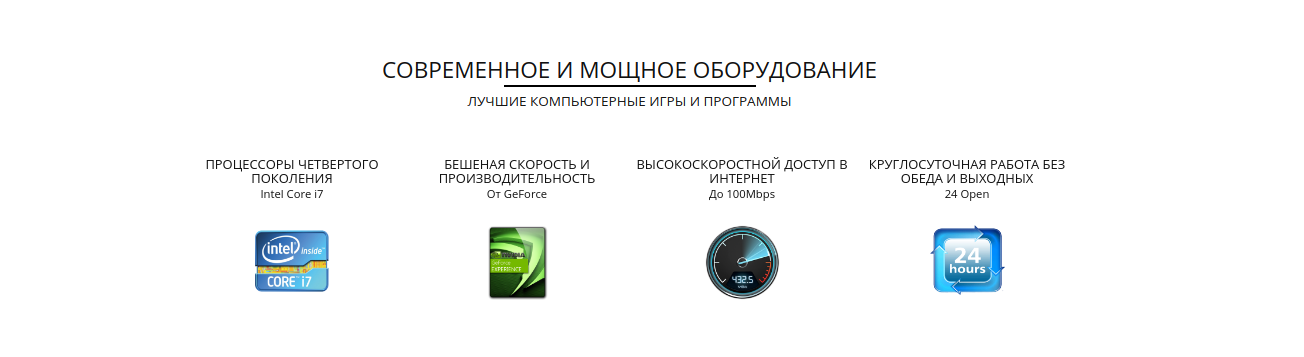 СОВРЕМЕННОЕ И МОЩНОЕ ОБОРУДОВАНИЕ
ЛУЧШИЕ КОМПЬЮТЕРНЫЕ ИГРЫ И ПРОГРАММЫ
ПРОЦЕССОРЫ ЧЕТВЕРТОГО
ПОКОЛЕНИЯ
Intel Core i7
intel inside™
CORE™ i7
БЕШЕНАЯ СКОРОСТЬ И
ПРОИЗВОДИТЕЛЬНОСТЬ
От GeForce
NVIDIA
GeForce
EXPERIENCE
ВЫСОКОСКОРОСТНОЙ ДОСТУП В
ИНТЕРНЕТ
До 100Mbps
432.5
КРУГЛОСУТОЧНАЯ РАБОТА БЕЗ
ОБЕДА И ВЫХОДНЫХ
24 Open
24
hours